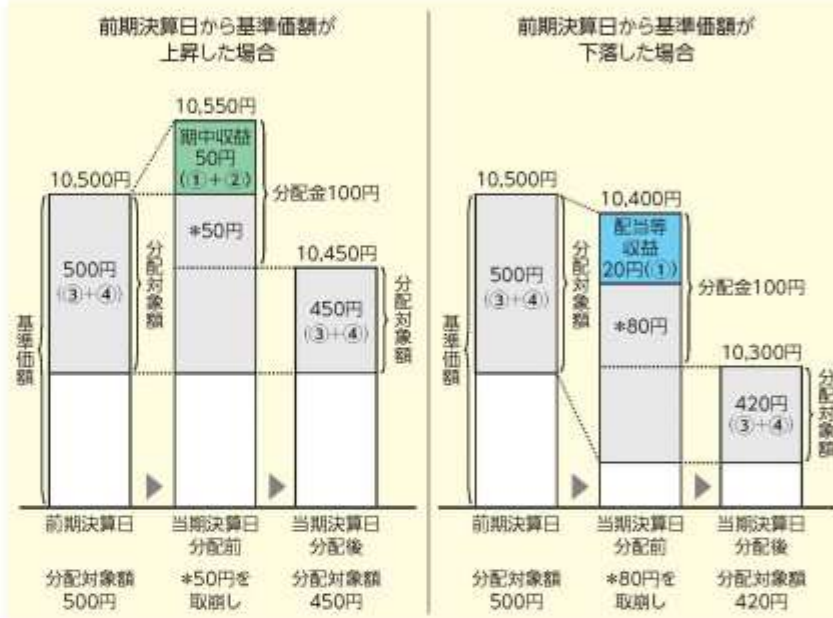 前期決算日から基準価額が
上昇した場合
10,550円
期中収益
50円
(①+②)
10,500円
分配金100円
*50円
10,450円
500円
(③+④)
分配対象額
450円
(③+④)
分配対象額
基準価額
前期決算日
当期決算日
分配前
当期決算日
分配後
分配対象額
500円
*50円を
取崩し
分配対象額
450円
前期決算日から基準価額が
下落した場合
10,500円
10,400円
配当等
収益
20円(①)
分配金100円
500円
(③+④)
分配対象額
*80円
10,300円
420円
(③+④)
分配対象額
基準価額
前期決算日
当期決算日
分配前
当期決算日
分配後
分配対象額
500円
*80円を
取崩し
分配対象額
420円